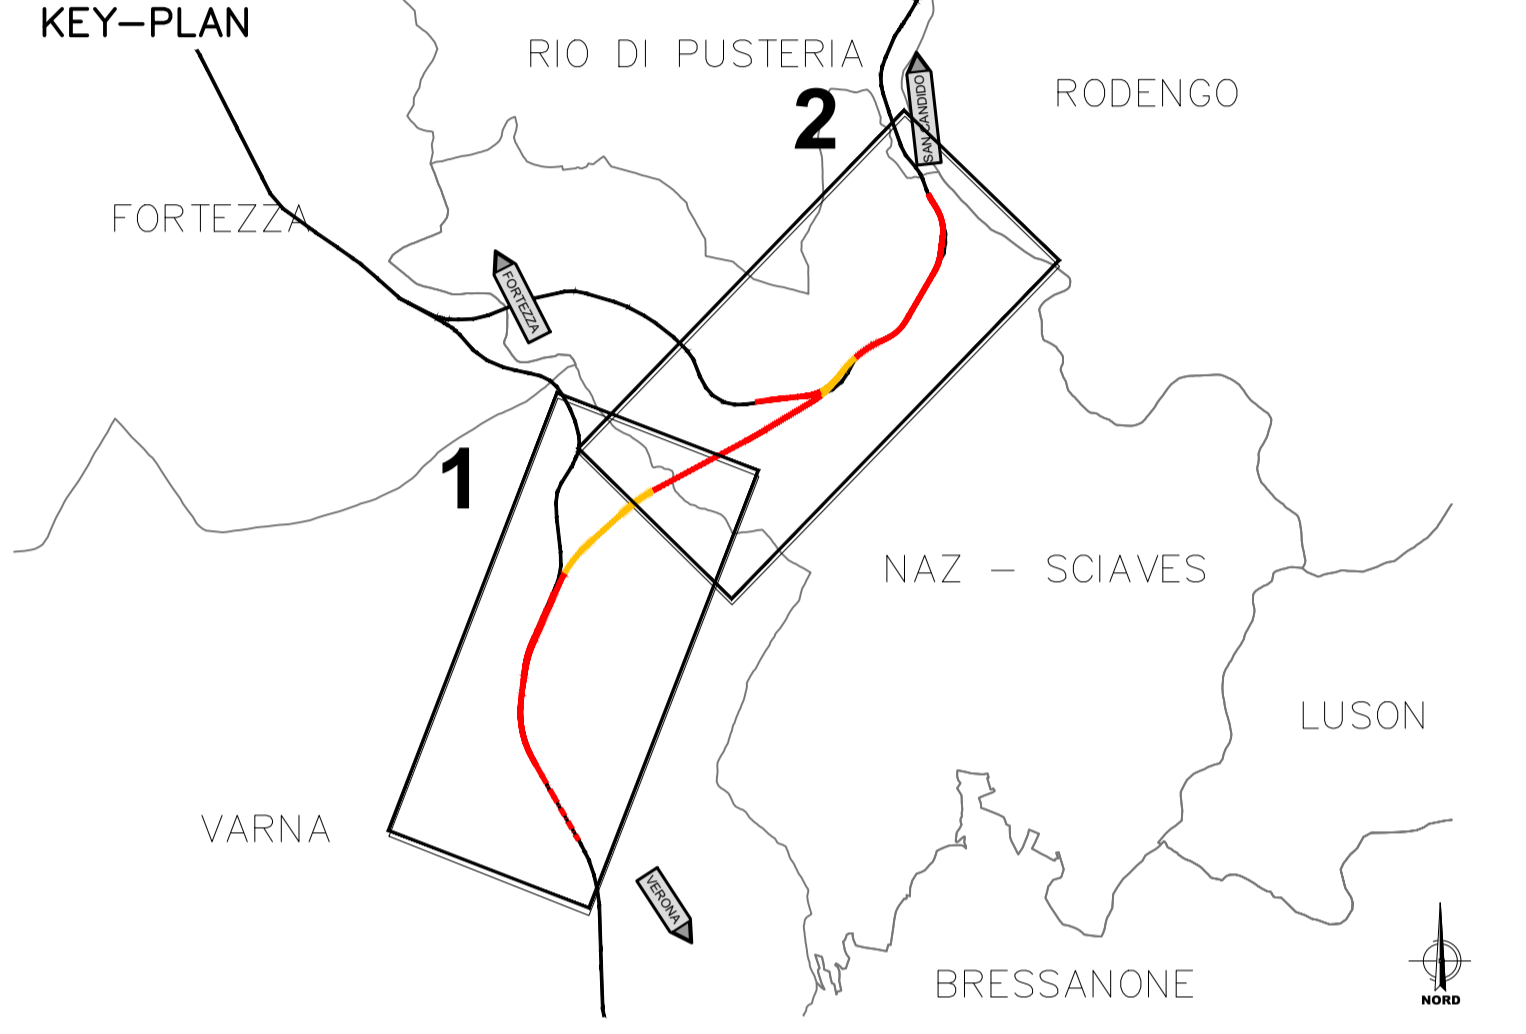 KEY-PLAN
RIO DI PUSTERIA
2
SAN CANDIDO
RODENGO
FORTEZZA
FORTEZZA
1
NAZ - SCIAVES
LUSON
VARNA
VERONA
BRESSANONE
NORD